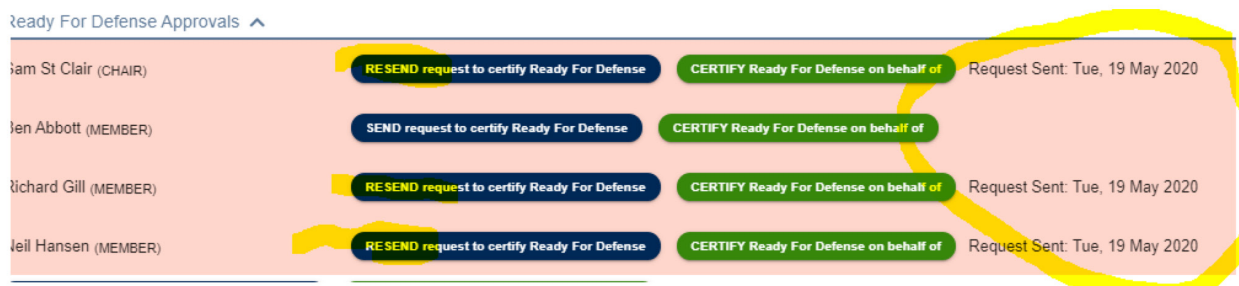 Ready For Defense Approvals
Sam St Clair (CHAIR) RESEND request to certify Ready For Defense CERTIFY Ready For Defense on behalf of Request Sent: Tue, 19 May 2020
Ben Abbott (MEMBER) SEND request to certify Ready For Defense CERTIFY Ready For Defense on behalf of
Richard Gill (MEMBER) RESEND request to certify Ready For Defense CERTIFY Ready For Defense on behalf of Request Sent: Tue, 19 May 2020
Neil Hansen (MEMBER) RESEND request to certify Ready For Defense CERTIFY Ready For Defense on behalf of Request Sent: Tue, 19 May 2020